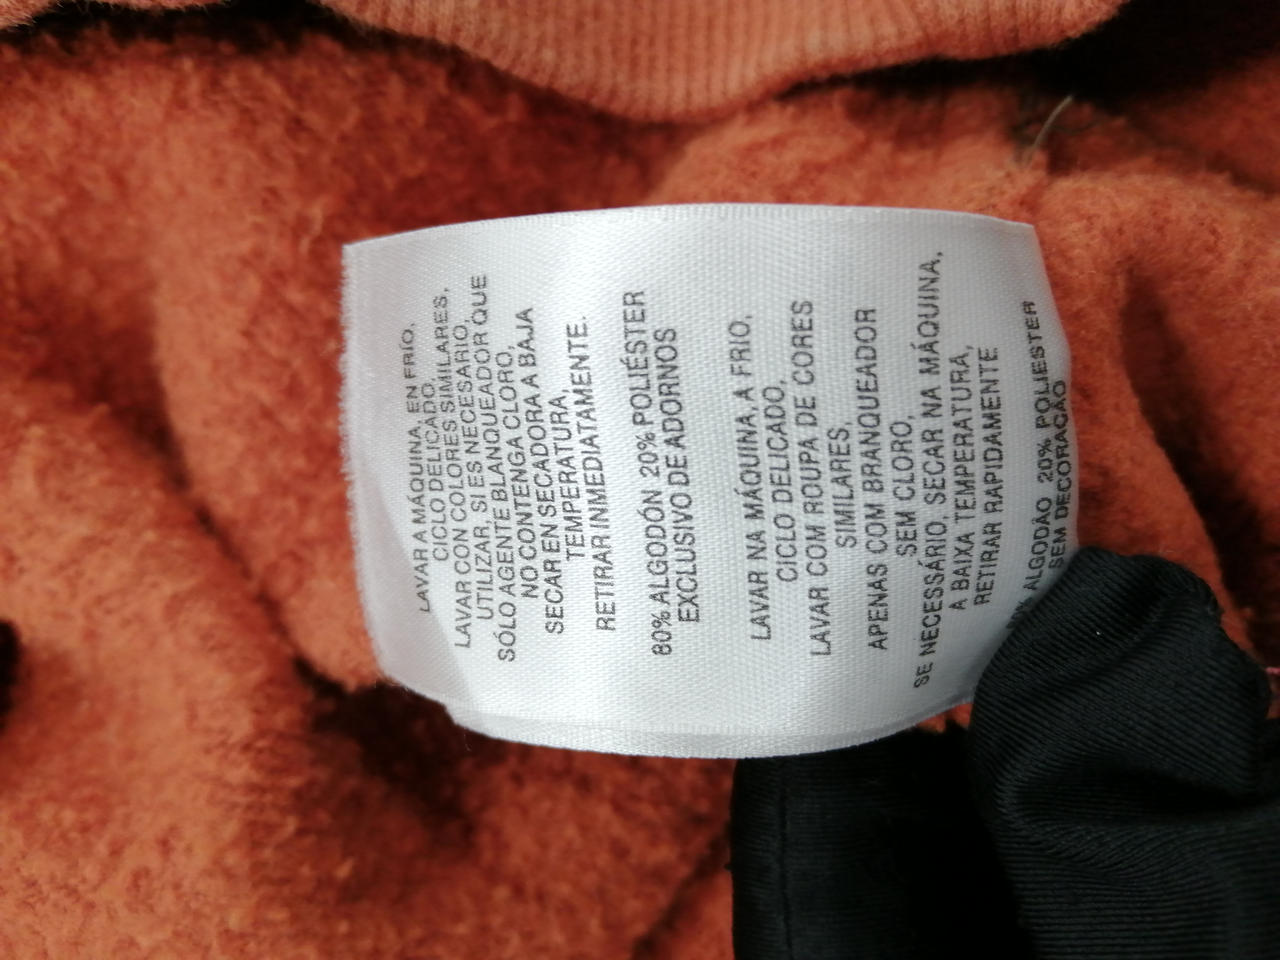 LAVAR A MÁQUINA, EN FRÍO,
CICLO DELICADO,
LAVAR CON COLORES SIMILARES,
UTILIZAR, SI ES NECESARIO,
SÓLO AGENTE BLANQUEADOR QUE
NO CONTENGA CLORO,
SECAR EN SECADORA A BAJA
TEMPERATURA,
RETIRAR INMEDIATAMENTE.
80% ALGODÓN 20% POLIÉSTER
EXCLUSIVO DE ADORNOS
LAVAR NA MÁQUINA, A FRIO,
CICLO DELICADO,
LAVAR COM ROUPA DE CORES
SIMILARES,
APENAS COM BRANQUEADOR
SEM CLORO,
SE NECESSÁRIO, SECAR NA MÁQUINA,
A BAIXA TEMPERATURA,
RETIRAR RAPIDAMENTE.
ALGODÃO 20% POLIESTER
SEM DECORAÇÃO